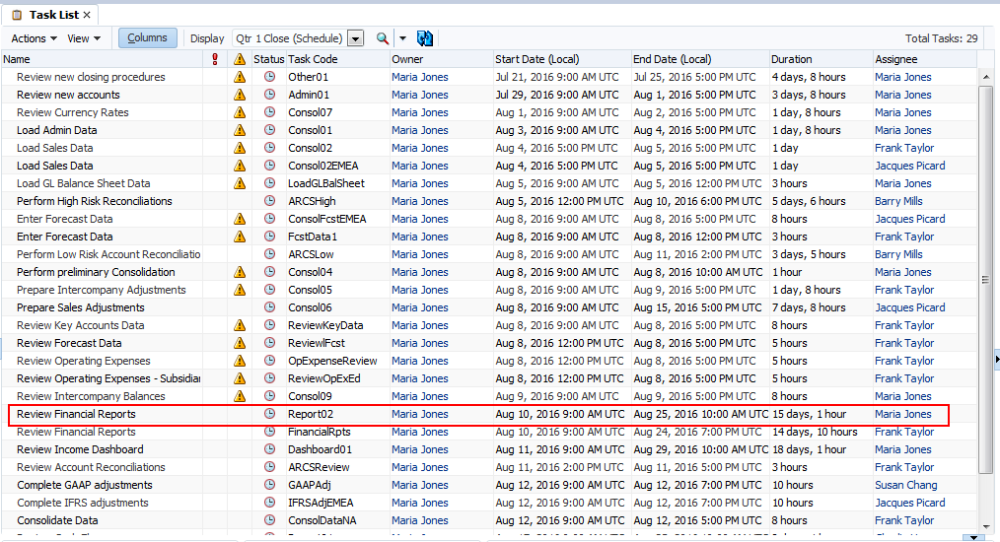 Task List
Actions View Columns Display Qtr 1 Close (Schedule) Total Tasks: 29
Name Status Task Code Owner Start Date (Local) End Date (Local) Duration Assignee
Review new closing procedures Other01 Maria Jones Jul 21, 2016 9:00 AM UTC Jul 25, 2016 5:00 PM UTC 4 days, 8 hours Maria Jones
Review new accounts Admin01 Maria Jones Jul 29, 2016 9:00 AM UTC Aug 1, 2016 5:00 PM UTC 3 days, 8 hours Maria Jones
Review Currency Rates Consol07 Maria Jones Aug 1, 2016 9:00 AM UTC Aug 2, 2016 5:00 PM UTC 1 day, 8 hours Maria Jones
Load Admin Data Consol01 Maria Jones Aug 3, 2016 9:00 AM UTC Aug 4, 2016 5:00 PM UTC 1 day, 8 hours Maria Jones
Load Sales Data Consol02 Maria Jones Aug 4, 2016 5:00 PM UTC Aug 5, 2016 5:00 PM UTC 1 day Frank Taylor
Load Sales Data Consol02EMEA Maria Jones Aug 4, 2016 5:00 PM UTC Aug 5, 2016 5:00 PM UTC 1 day Jacques Picard
Load GL Balance Sheet Data LoadGLBalSheet Maria Jones Aug 5, 2016 9:00 AM UTC Aug 5, 2016 12:00 PM UTC 3 hours Maria Jones
Perform High Risk Reconciliations ARCSHigh Maria Jones Aug 5, 2016 12:00 PM UTC Aug 10, 2016 6:00 PM UTC 5 days, 6 hours Barry Mills
Enter Forecast Data ConsolFcstEMEA Maria Jones Aug 8, 2016 9:00 AM UTC Aug 8, 2016 5:00 PM UTC 8 hours Jacques Picard
Enter Forecast Data FcstData1 Maria Jones Aug 8, 2016 9:00 AM UTC Aug 8, 2016 12:00 PM UTC 3 hours Frank Taylor
Perform Low Risk Account Reconciliatio ARCSLow Maria Jones Aug 8, 2016 9:00 AM UTC Aug 11, 2016 2:00 PM UTC 3 days, 5 hours Barry Mills
Perform preliminary Consolidation Consol04 Maria Jones Aug 8, 2016 9:00 AM UTC Aug 8, 2016 10:00 AM UTC 1 hour Maria Jones
Prepare Intercompany Adjustments Consol05 Maria Jones Aug 8, 2016 9:00 AM UTC Aug 9, 2016 5:00 PM UTC 1 day, 8 hours Frank Taylor
Prepare Sales Adjustments Consol06 Maria Jones Aug 8, 2016 9:00 AM UTC Aug 15, 2016 5:00 PM UTC 7 days, 8 hours Jacques Picard
Review Key Accounts Data ReviewKeyData Maria Jones Aug 8, 2016 9:00 AM UTC Aug 8, 2016 5:00 PM UTC 8 hours Frank Taylor
Review Forecast Data ReviewlFcst Maria Jones Aug 8, 2016 12:00 PM UTC Aug 8, 2016 5:00 PM UTC 5 hours Frank Taylor
Review Operating Expenses OpExpenseReview Maria Jones Aug 8, 2016 12:00 PM UTC Aug 8, 2016 5:00 PM UTC 5 hours Frank Taylor
Review Operating Expenses - Subsidiar ReviewOpExEd Maria Jones Aug 8, 2016 12:00 PM UTC Aug 8, 2016 5:00 PM UTC 5 hours Frank Taylor
Review Intercompany Balances Consol09 Maria Jones Aug 9, 2016 9:00 AM UTC Aug 9, 2016 5:00 PM UTC 8 hours Maria Jones
Review Financial Reports Report02 Maria Jones Aug 10, 2016 9:00 AM UTC Aug 25, 2016 10:00 AM UTC 15 days, 1 hour Maria Jones
Review Financial Reports FinancialRpts Maria Jones Aug 10, 2016 9:00 AM UTC Aug 24, 2016 7:00 PM UTC 14 days, 10 hours Frank Taylor
Review Income Dashboard Dashboard01 Maria Jones Aug 11, 2016 9:00 AM UTC Aug 29, 2016 10:00 AM UTC 18 days, 1 hour Maria Jones
Review Account Reconciliations ARCSReview Maria Jones Aug 11, 2016 2:00 PM UTC Aug 11, 2016 5:00 PM UTC 3 hours Frank Taylor
Complete GAAP adjustments GAAPAdj Maria Jones Aug 12, 2016 9:00 AM UTC Aug 12, 2016 7:00 PM UTC 10 hours Susan Chang
Complete IFRS adjustments IFRSAdjEMEA Maria Jones Aug 12, 2016 9:00 AM UTC Aug 12, 2016 7:00 PM UTC 10 hours Jacques Picard
Consolidate Data ConsolDataNA Maria Jones Aug 12, 2016 9:00 AM UTC Aug 12, 2016 5:00 PM UTC 8 hours Frank Taylor